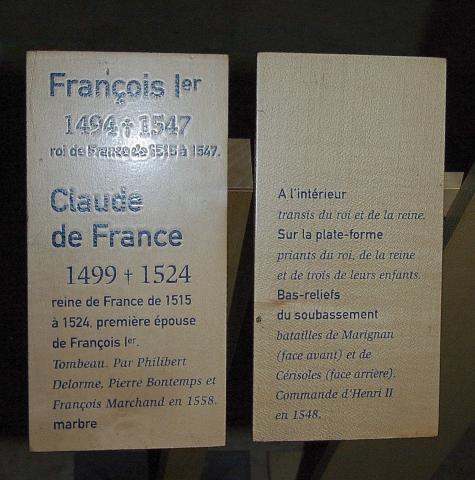 François Ier
1494 † 1547
roi de France de 1515 à 1547.
Claude
de France
1499 † 1524
reine de France de 1515
à 1524, première épouse
de François Ier.
Tombeau. Par Philibert
Delorme, Pierre Bontemps et
François Marchand en 1558.
marbre
A l'intérieur
transis du roi et de la reine.
Sur la plate-forme
priants du roi, de la reine
et de trois de leurs enfants.
Bas-reliefs
du soubassement
batailles de Marignan
(face avant) et de
Cérisoles (face arrière).
Commande d'Henri II
en 1548.